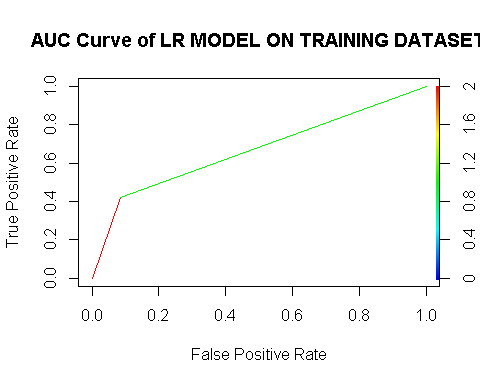 AUC Curve of LR MODEL ON TRAINING DATASET
True Positive Rate
0.0 0.2 0.4 0.6 0.8 1.0
0 0.4 0.8 1.2 1.6 2
0.0 0.2 0.4 0.6 0.8 1.0
False Positive Rate